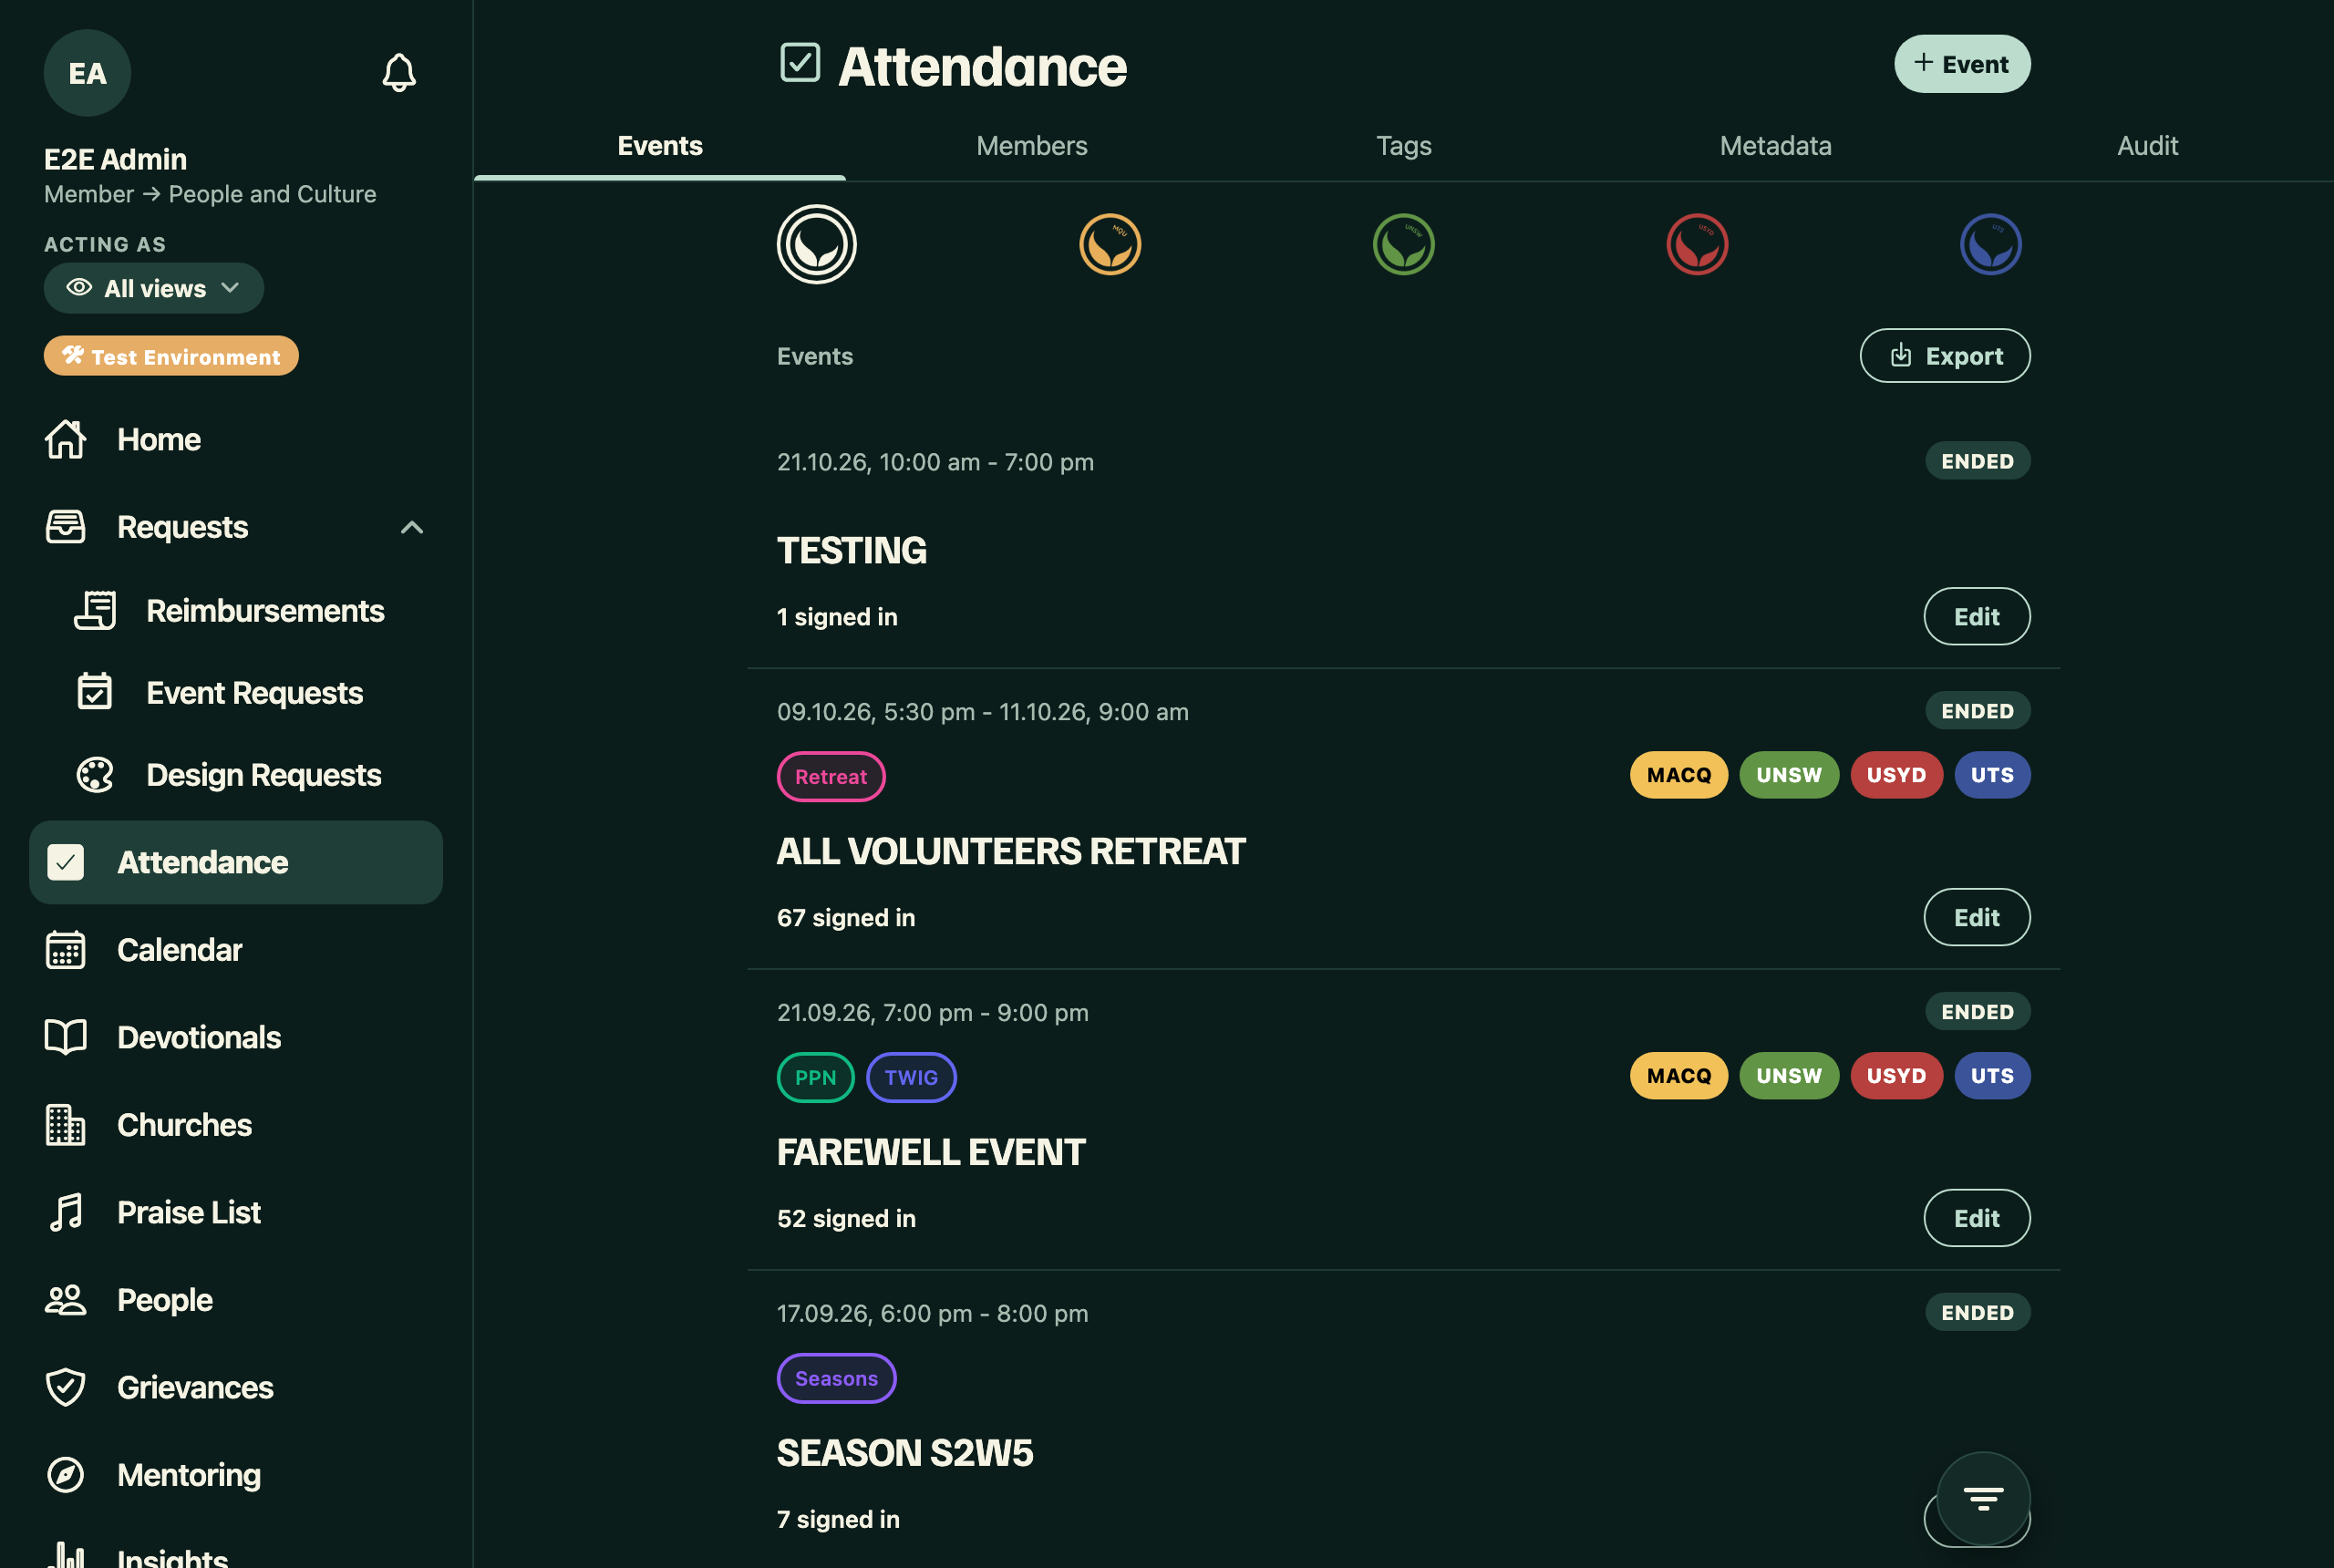 EA
E2E Admin
Member → People and Culture
ACTING AS
All views
Test Environment
Home
Requests
Reimbursements
Event Requests
Design Requests
Attendance
Calendar
Devotionals
Churches
Praise List
People
Grievances
Mentoring
Insights
Attendance
+ Event
Events
Members
Tags
Metadata
Audit
MQU
UNSW
USYD
UTS
Events
Export
21.10.26, 10:00 am - 7:00 pm
ENDED
TESTING
1 signed in
Edit
09.10.26, 5:30 pm - 11.10.26, 9:00 am
ENDED
Retreat
MACQ UNSW USYD UTS
ALL VOLUNTEERS RETREAT
67 signed in
Edit
21.09.26, 7:00 pm - 9:00 pm
ENDED
PPN TWIG
MACQ UNSW USYD UTS
FAREWELL EVENT
52 signed in
Edit
17.09.26, 6:00 pm - 8:00 pm
ENDED
Seasons
SEASON S2W5
7 signed in